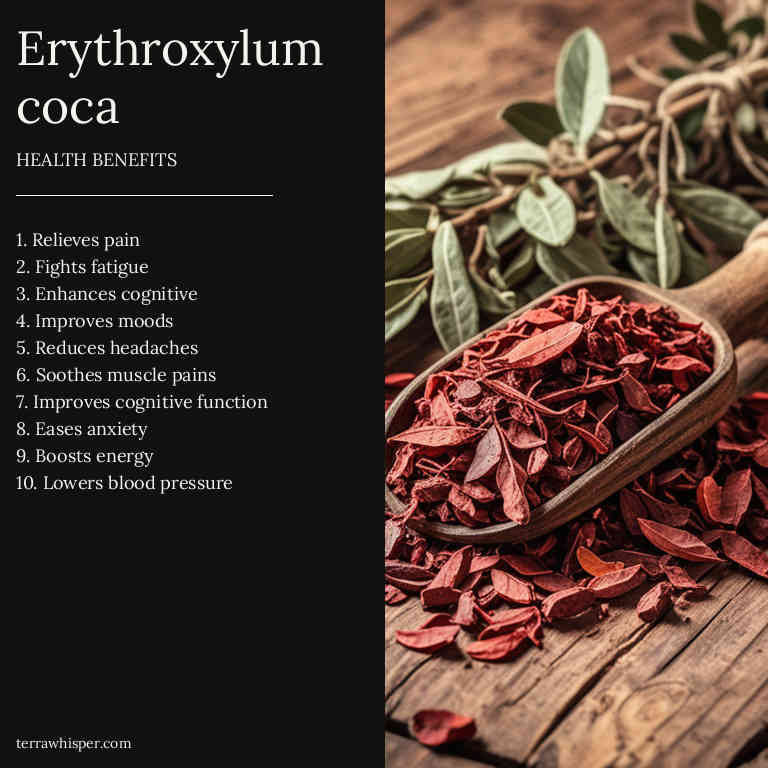 Erythroxylum
coca
HEALTH BENEFITS
1. Relieves pain
2. Fights fatigue
3. Enhances cognitive
4. Improves moods
5. Reduces headaches
6. Soothes muscle pains
7. Improves cognitive function
8. Eases anxiety
9. Boosts energy
10. Lowers blood pressure
terrawhisper.com